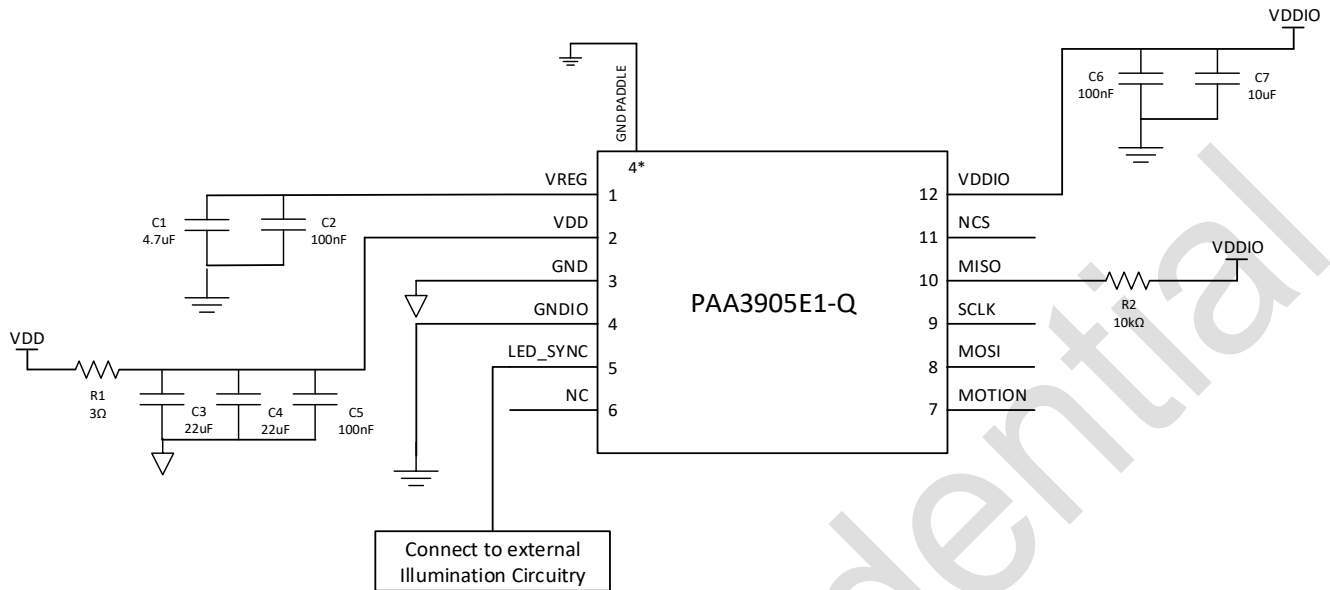 VDDIO
C6
100nF
C7
10uF
GND PADDLE
4*
VREG
1
VDDIO
12
C1
4.7uF
C2
100nF
VDD
2
NCS
11
GND
3
MISO
10
VDDIO
R2
10kΩ
PAA3905E1-Q
GNDIO
4
SCLK
9
VDD
R1
3Ω
LED_SYNC
5
MOSI
8
C3
22uF
C4
22uF
C5
100nF
NC
6
MOTION
7
Connect to external
Illumination Circuitry
dential